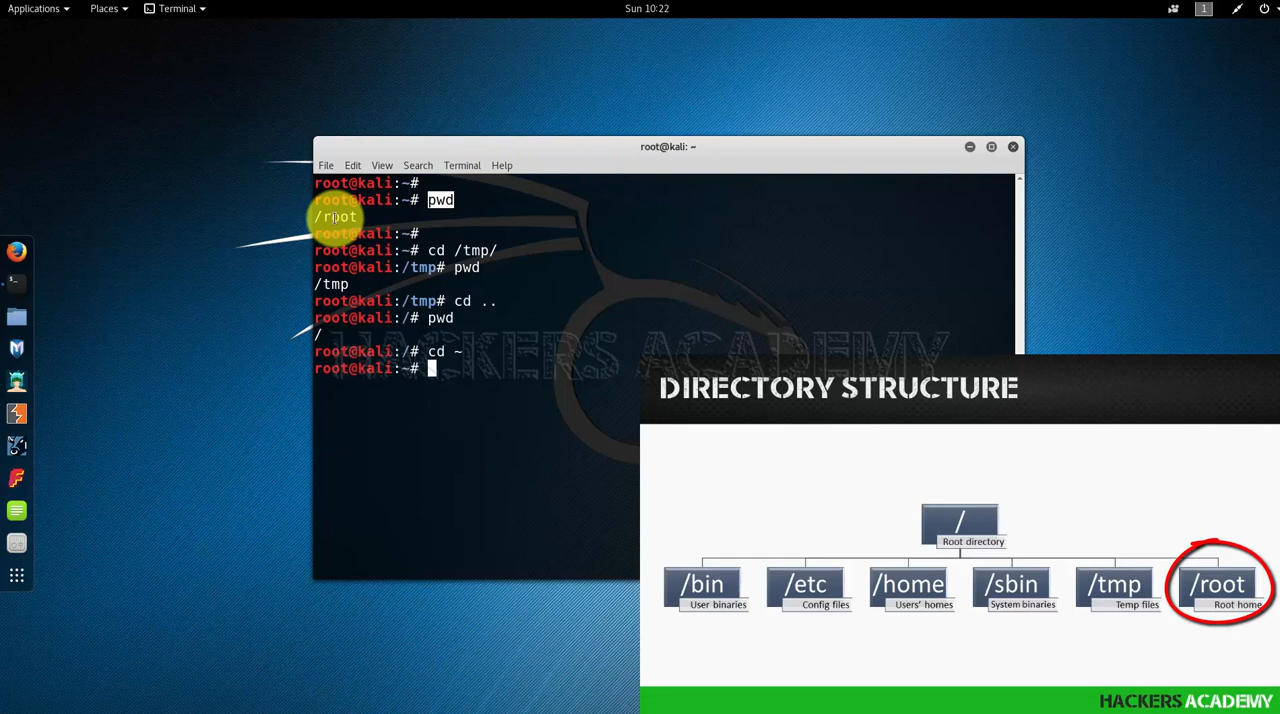 Applications Places Terminal Sun 10:22 1
root@kali: ~
File Edit View Search Terminal Help
root@kali:~#
root@kali:~# pwd
/root
root@kali:~#
root@kali:~# cd /tmp/
root@kali:/tmp# pwd
/tmp
root@kali:/tmp# cd ..
root@kali:/# pwd
/
root@kali:/# cd ~
root@kali:~#
HACKERS ACADEMY
DIRECTORY STRUCTURE
/
Root directory
/bin /etc /home /sbin /tmp /root
User binaries Config files Users' homes System binaries Temp files Root home
HACKERS ACADEMY